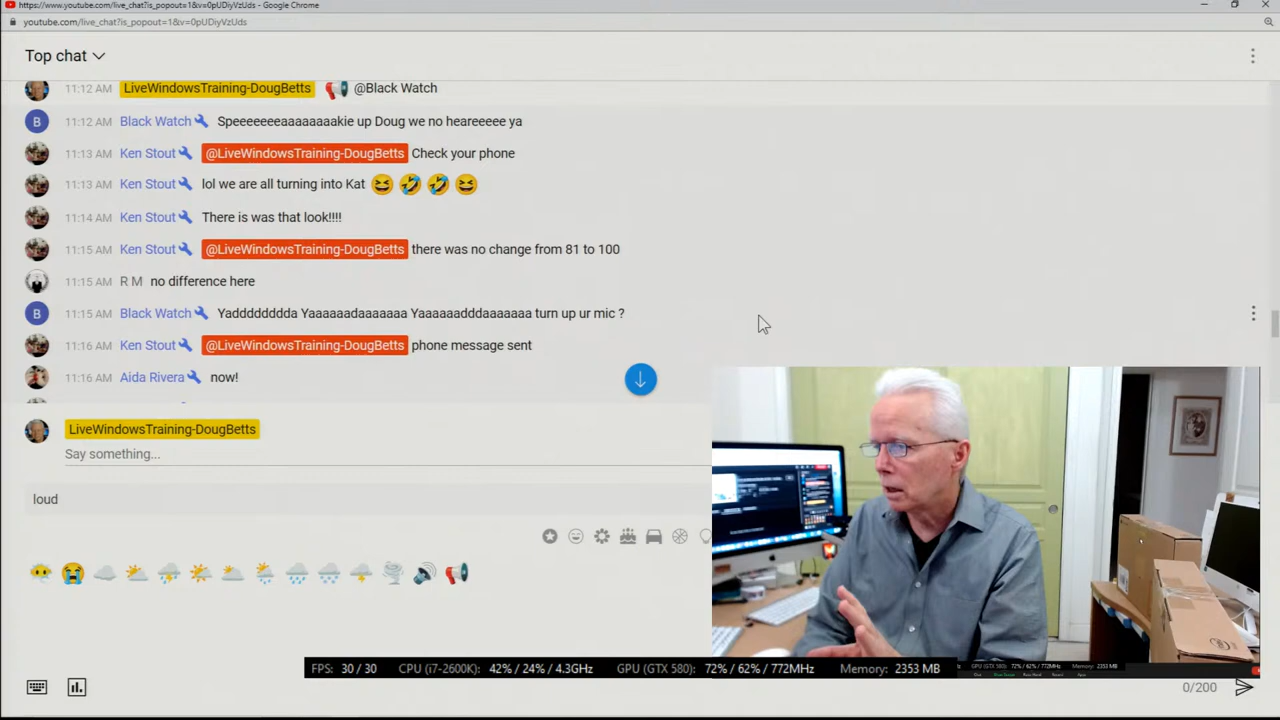 https://www.youtube.com/live_chat?is_popout=1&v=0pUDiyVzUds - Google Chrome
youtube.com/live_chat?is_popout=1&v=0pUDiyVzUds
Top chat
11:12 AM LiveWindowsTraining-DougBetts 📢 @Black Watch
B 11:12 AM Black Watch Speeeeeeeaaaaaaaakie up Doug we no heareeeee ya
11:13 AM Ken Stout @LiveWindowsTraining-DougBetts Check your phone
11:13 AM Ken Stout lol we are all turning into Kat 😆 🤣 🤣 😆
11:14 AM Ken Stout There is was that look!!!!
11:15 AM Ken Stout @LiveWindowsTraining-DougBetts there was no change from 81 to 100
11:15 AM R M no difference here
B 11:15 AM Black Watch Yadddddddda Yaaaaaadaaaaaaa Yaaaaaadddaaaaaaa turn up ur mic ?
11:16 AM Ken Stout @LiveWindowsTraining-DougBetts phone message sent
11:16 AM Aida Rivera now!
LiveWindowsTraining-DougBetts
Say something...
loud
FPS: 30 / 30 CPU (i7-2600K): 42% / 24% / 4.3GHz GPU (GTX 580): 72% / 62% / 772MHz Memory: 2353 MB
0/200